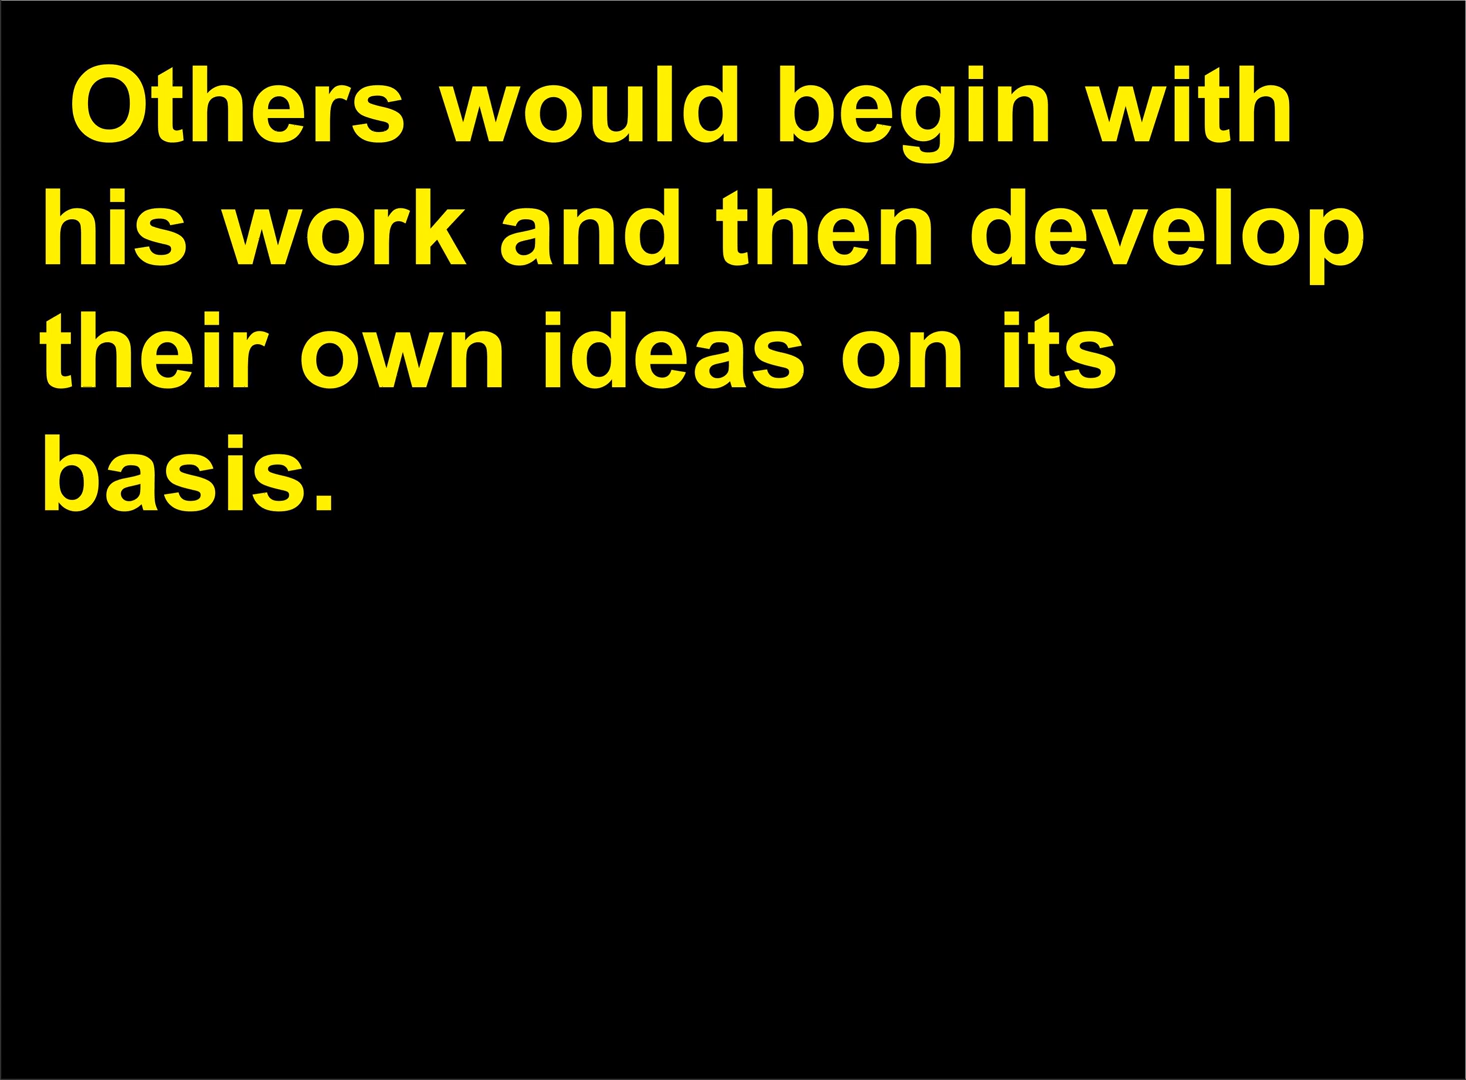 Others would begin with
his work and then develop
their own ideas on its
basis.